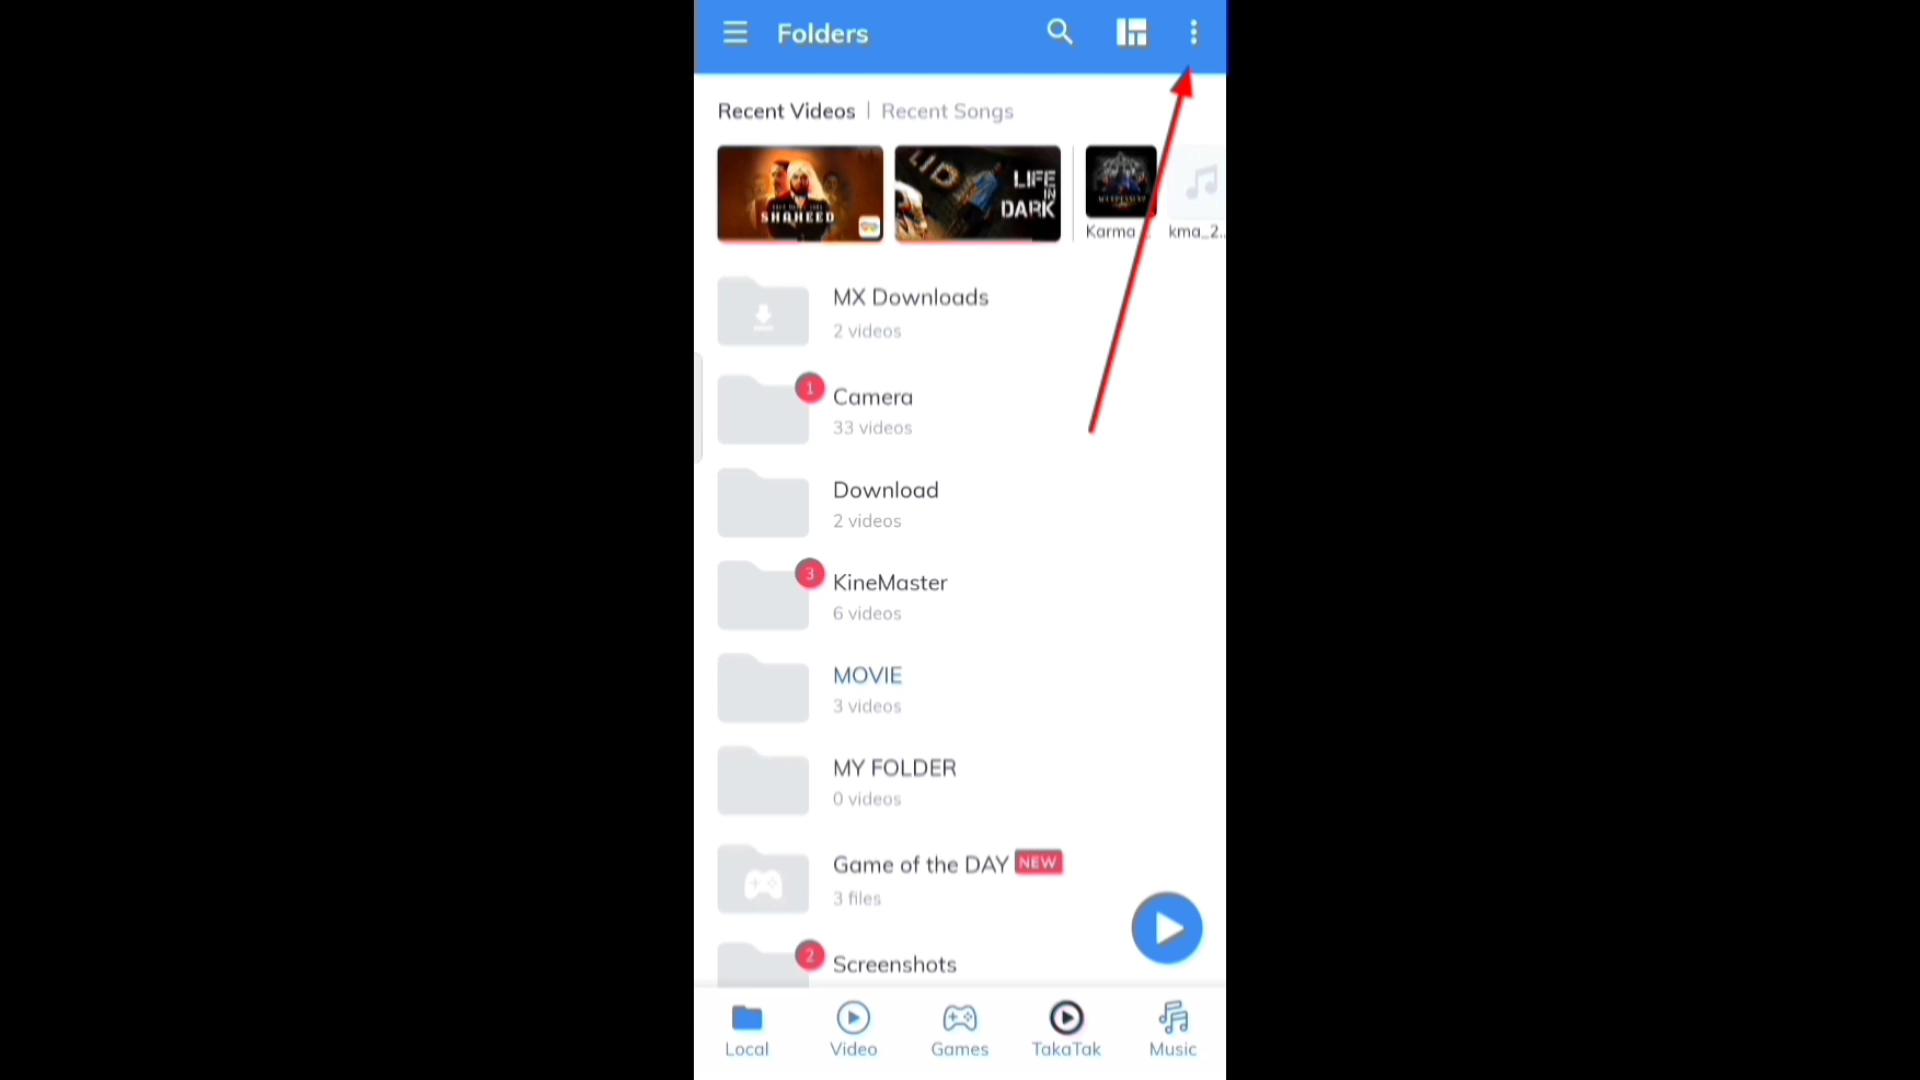 Folders
Recent Videos | Recent Songs
SHAHEED
LID
LIFE
IN
DARK
Karma
kma_2...
MX Downloads
2 videos
1
Camera
33 videos
Download
2 videos
3
KineMaster
6 videos
MOVIE
3 videos
MY FOLDER
0 videos
Game of the DAY NEW
3 files
2
Screenshots
Local
Video
Games
TakaTak
Music